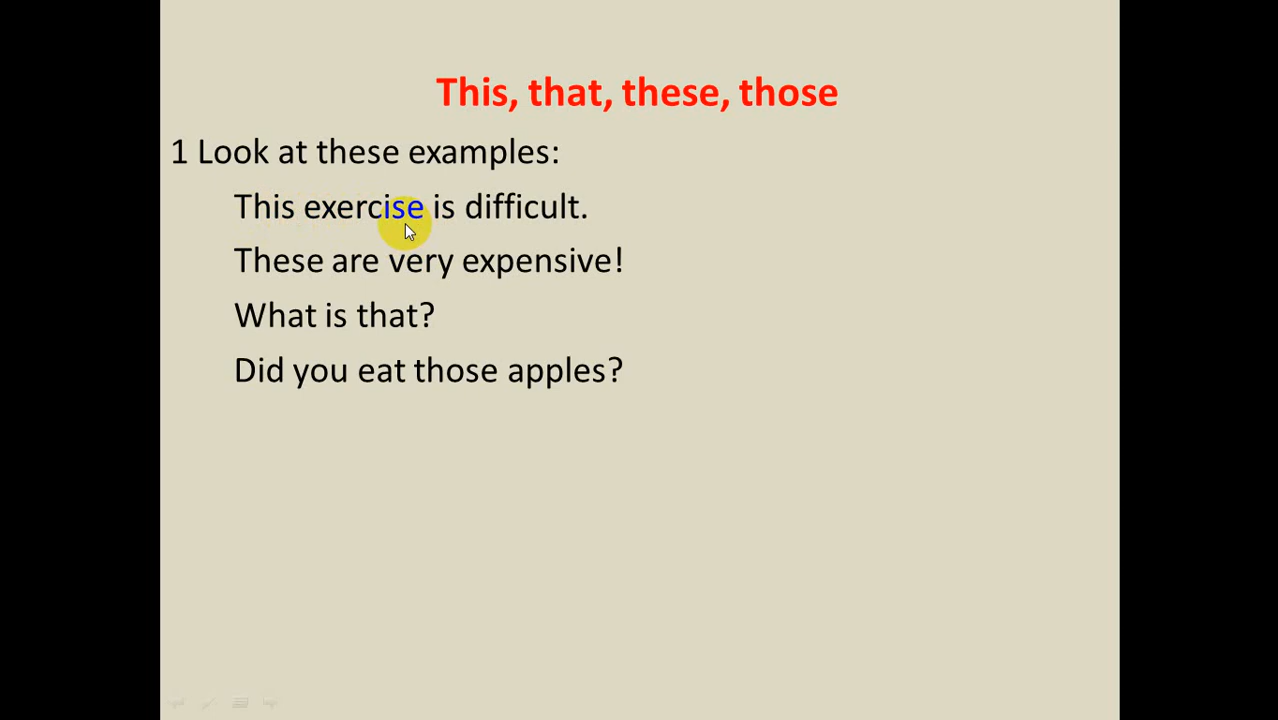 This, that, these, those
1 Look at these examples:
This exercise is difficult.
These are very expensive!
What is that?
Did you eat those apples?